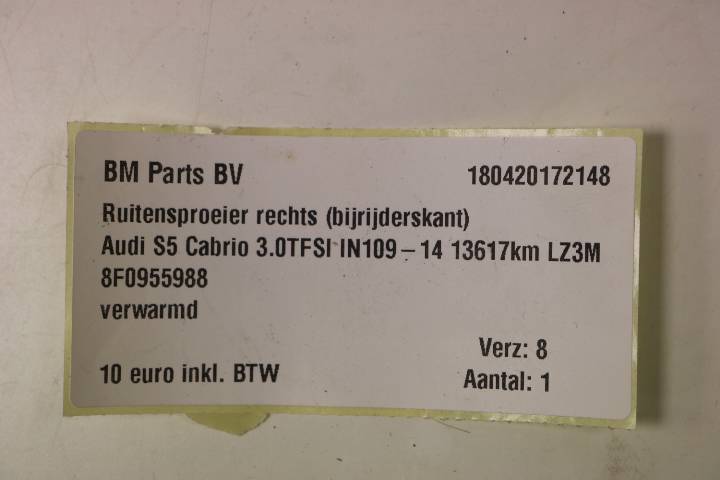 BM Parts BV 180420172148
Ruitensproeier rechts (bijrijderskant)
Audi S5 Cabrio 3.0TFSI IN109-14 13617km LZ3M
8F0955988
verwarmd
Verz: 8
10 euro inkl. BTW Aantal: 1